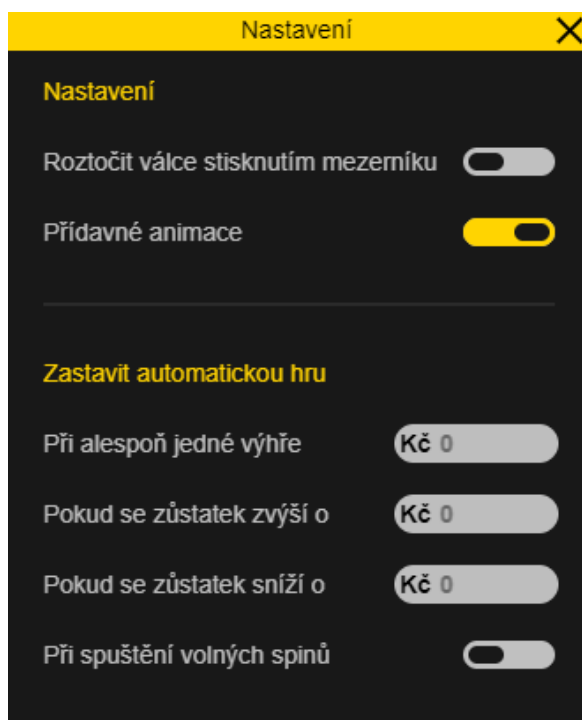 Nastavení
Nastavení
Roztočit válce stisknutím mezerníku
Přídavné animace
Zastavit automatickou hru
Při alespoň jedné výhře
Kč 0
Pokud se zůstatek zvýší o
Kč 0
Pokud se zůstatek sníží o
Kč 0
Při spuštění volných spinů